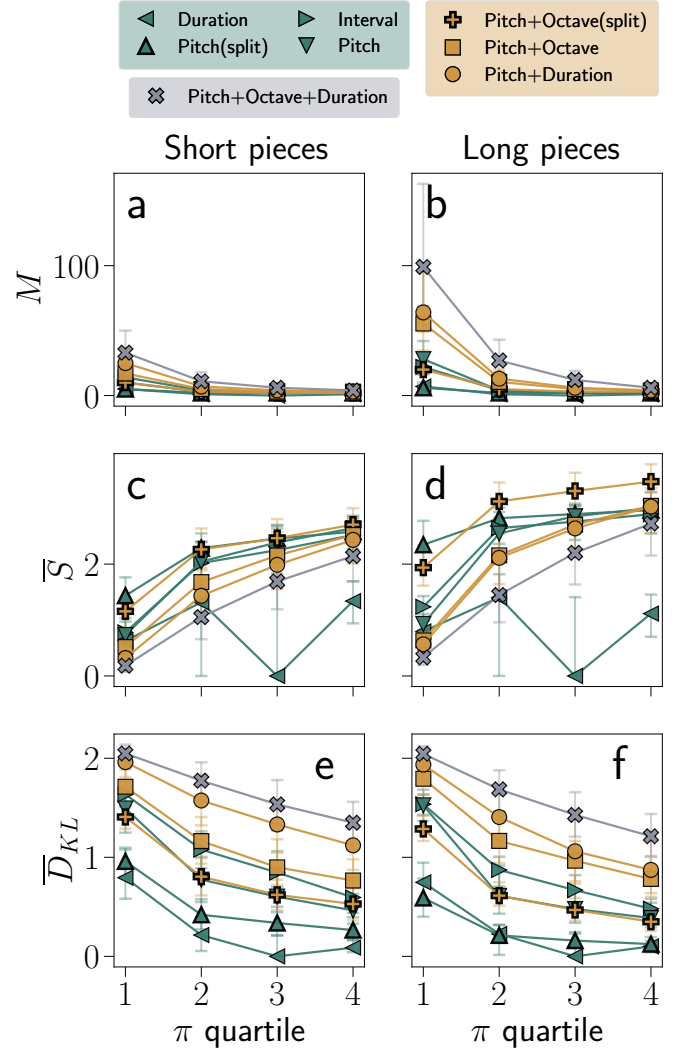 Duration
Interval
Pitch(split)
Pitch
Pitch+Octave(split)
Pitch+Octave
Pitch+Duration
Pitch+Octave+Duration
Short pieces
Long pieces
a
b
M
100
0
c
d
S̅
2
0
e
f
D̅_KL
2
1
0
1 2 3 4
1 2 3 4
π quartile
π quartile